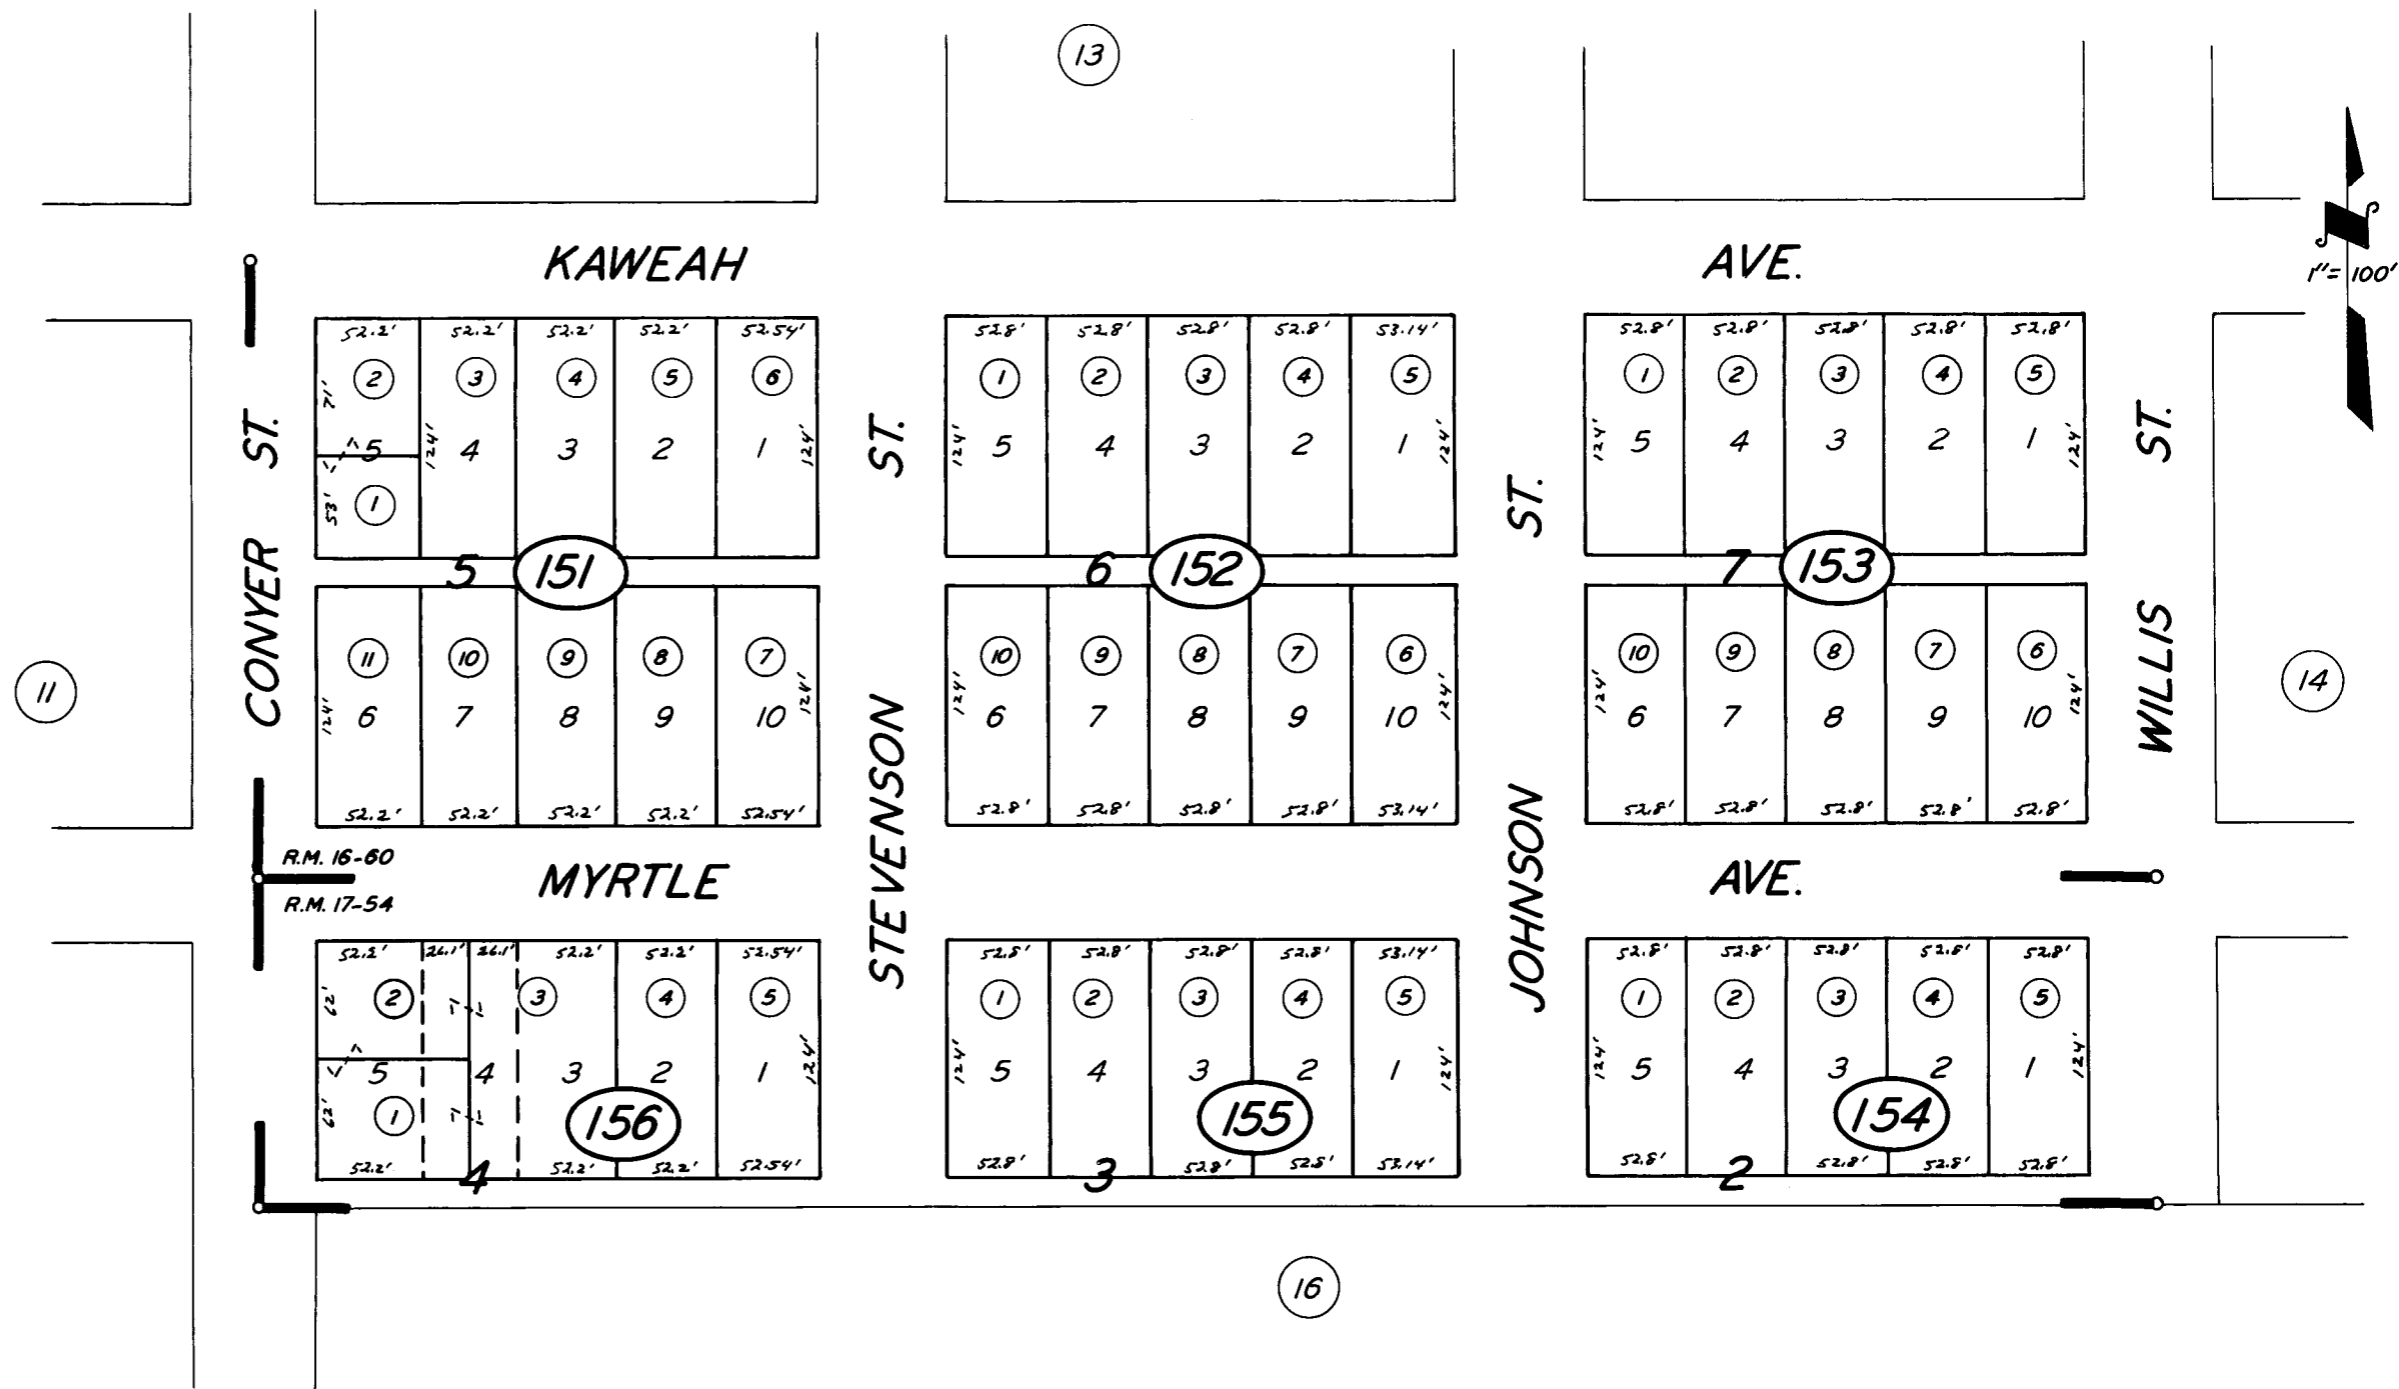 13
KAWEAH AVE.
1"= 100'
52.2' 52.2' 52.2' 52.2' 52.54' 52.8' 52.8' 52.8' 52.8' 53.14' 52.8' 52.8' 52.8' 52.8' 52.8'
2 3 4 5 6 1 2 3 4 5 1 2 3 4 5
71'
5 124' 4 3 2 1 124' 124' 5 4 3 2 1 124' 124' 5 4 3 2 1 124'
53' 1
5 151 6 152 7 153
11 10 9 8 7 10 9 8 7 6 10 9 8 7 6
124' 6 7 8 9 10 124' 124' 6 7 8 9 10 124' 124' 6 7 8 9 10 124'
52.2' 52.2' 52.2' 52.2' 52.54' 52.8' 52.8' 52.8' 52.8' 53.14' 52.8' 52.8' 52.8' 52.8' 52.8'
11
14
CONYER ST.
STEVENSON ST.
JOHNSON ST.
WILLIS ST.
R.M. 16-60
MYRTLE AVE.
R.M. 17-54
52.2' 26.1' 26.1' 52.2' 52.2' 52.54' 52.8' 52.8' 52.8' 52.8' 53.14' 52.8' 52.8' 52.8' 52.8' 52.8'
62' 2 3 4 5 1 2 3 4 5 1 2 3 4 5
5 4 3 2 1 124' 124' 5 4 3 2 1 124' 124' 5 4 3 2 1 124'
62' 1 156 155 154
52.2' 52.2' 52.2' 52.54' 52.8' 52.8' 52.8' 53.14' 52.8' 52.8' 52.8' 52.8'
4 3 2
16